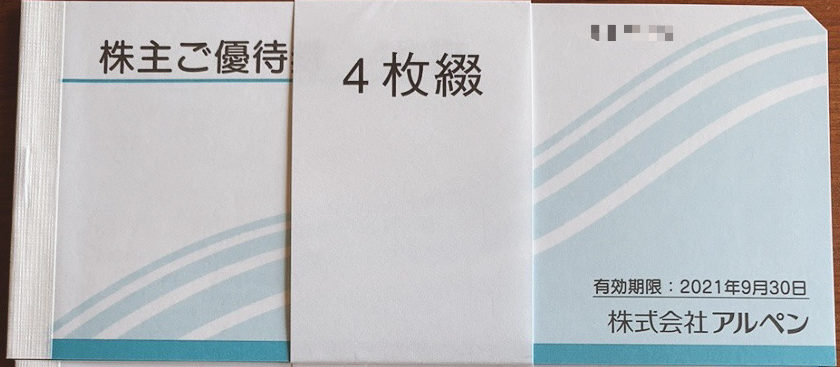 株主ご優待
4枚綴
有効期限：2021年9月30日
株式会社アルペン